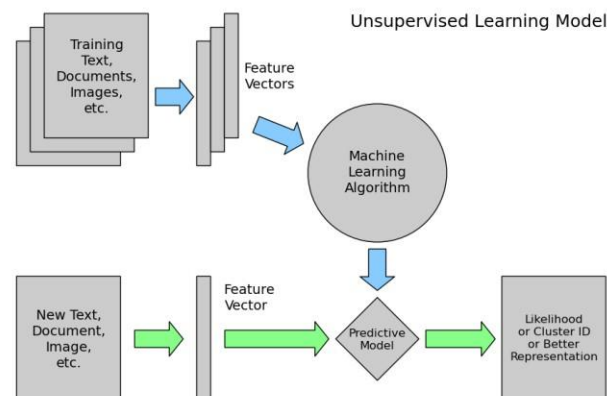 Unsupervised Learning Model
Training
Text,
Documents,
Images,
etc.
Feature
Vectors
Machine
Learning
Algorithm
New Text,
Document,
Image,
etc.
Feature
Vector
Predictive
Model
Likelihood
or Cluster ID
or Better
Representation